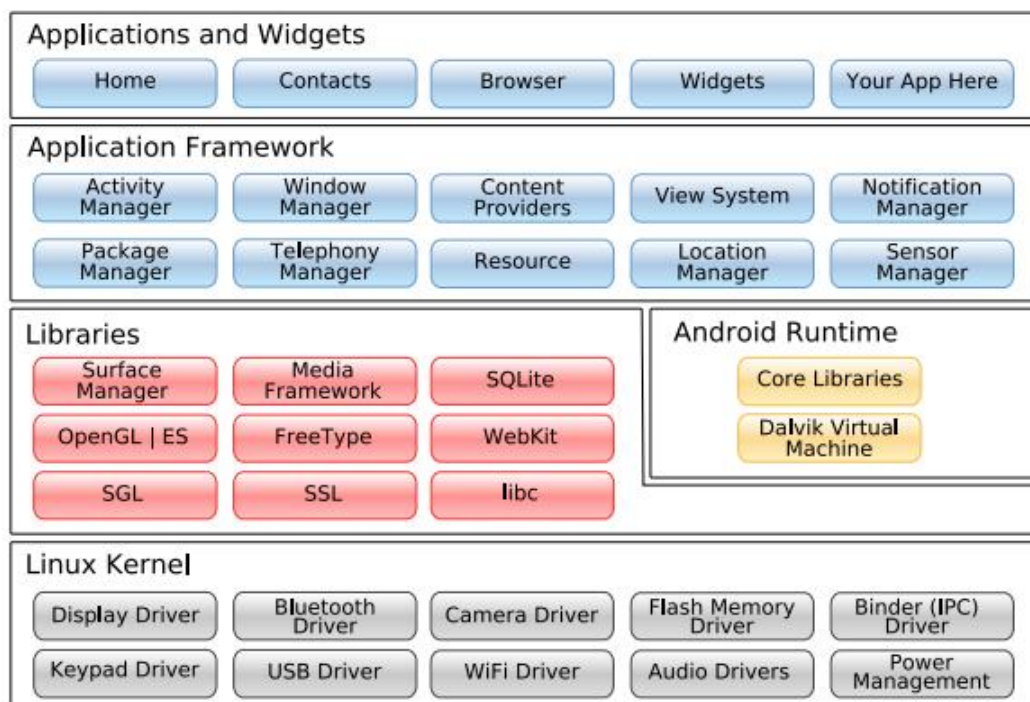 Applications and Widgets
Home
Contacts
Browser
Widgets
Your App Here
Application Framework
Activity
Manager
Window
Manager
Content
Providers
View System
Notification
Manager
Package
Manager
Telephony
Manager
Resource
Location
Manager
Sensor
Manager
Libraries
Surface
Manager
Media
Framework
SQLite
OpenGL | ES
FreeType
WebKit
SGL
SSL
libc
Android Runtime
Core Libraries
Dalvik Virtual
Machine
Linux Kernel
Display Driver
Bluetooth
Driver
Camera Driver
Flash Memory
Driver
Binder (IPC)
Driver
Keypad Driver
USB Driver
WiFi Driver
Audio Drivers
Power
Management